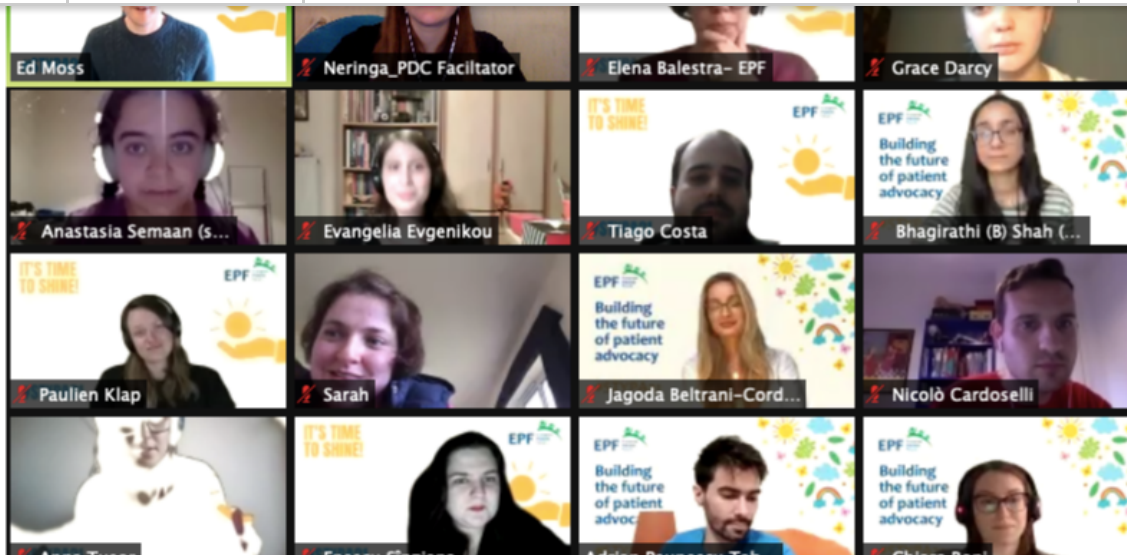 Ed Moss
Neringa_PDC Faciltator
Elena Balestra- EPF
Grace Darcy
IT'S TIME
TO SHINE!
EPF
EPF
Building
the future
of patient
advocacy
Anastasia Semaan (s...
Evangelia Evgenikou
Tiago Costa
Bhagirathi (B) Shah (...
IT'S TIME
TO SHINE!
EPF
EPF
Building
the future
of patient
advocacy
Paulien Klap
Sarah
Jagoda Beltrani-Cord...
Nicolò Cardoselli
IT'S TIME
TO SHINE!
EPF
EPF
Building
the future
of patient
advoc
EPF
Building
the future
of patient
advocacy